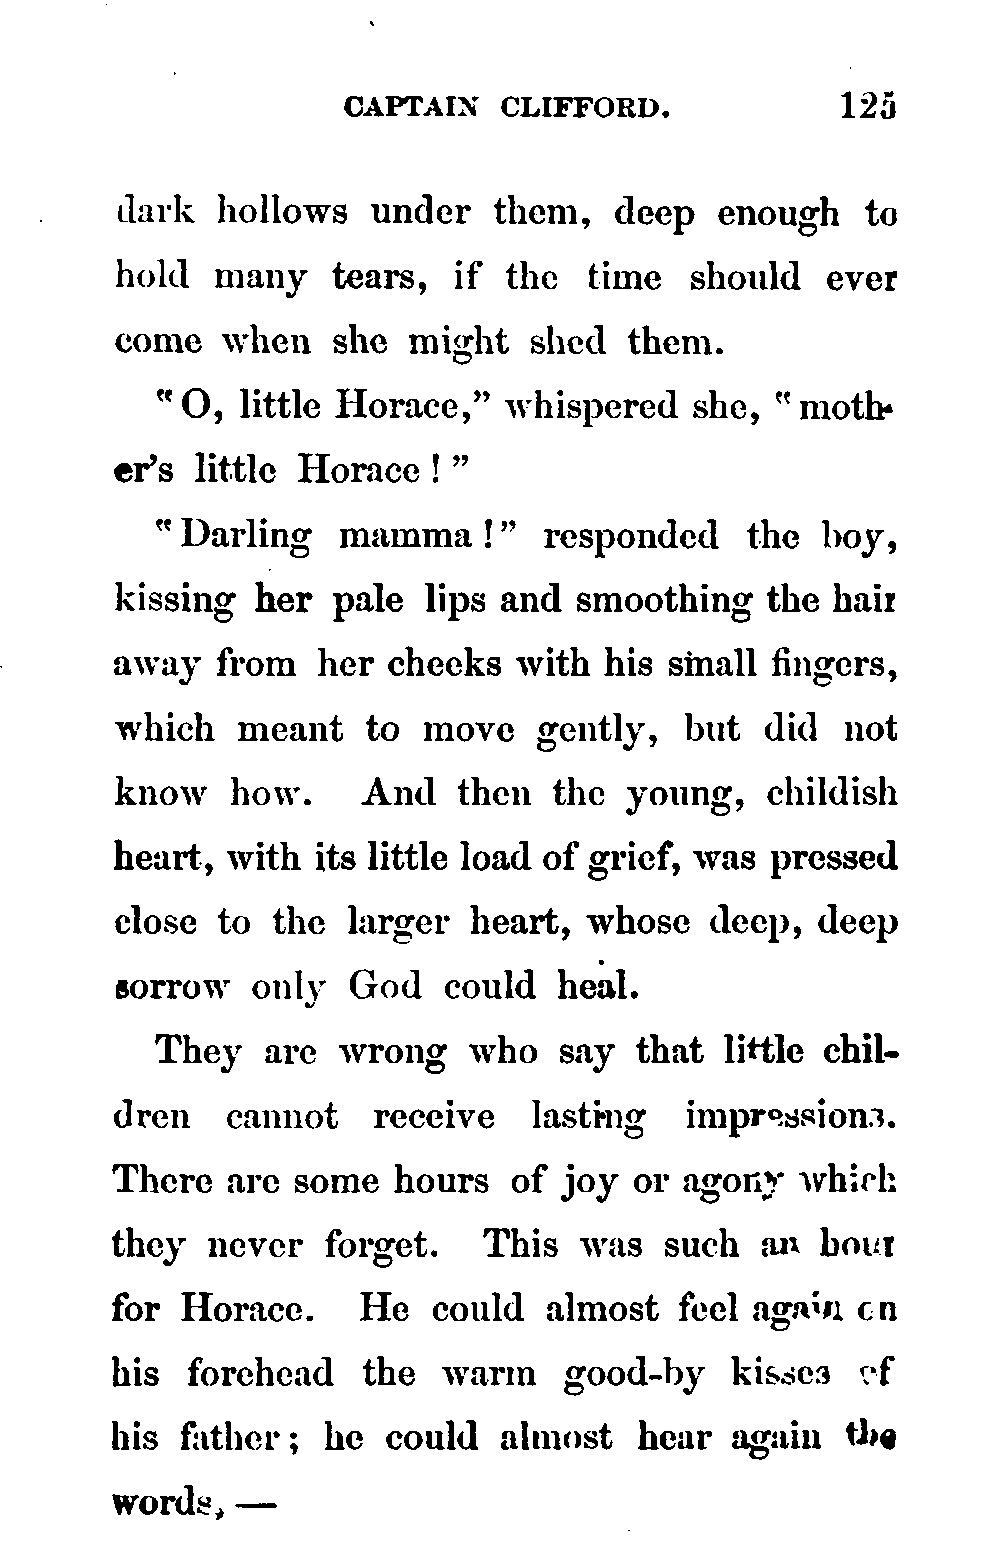 CAPTAIN CLIFFORD. 125
dark hollows under them, deep enough to
hold many tears, if the time should ever
come when she might shed them.
"O, little Horace," whispered she, "moth-
er's little Horace!"
"Darling mamma!" responded the boy,
kissing her pale lips and smoothing the hair
away from her cheeks with his small fingers,
which meant to move gently, but did not
know how. And then the young, childish
heart, with its little load of grief, was pressed
close to the larger heart, whose deep, deep
sorrow only God could heal.
They are wrong who say that little chil-
dren cannot receive lasting impressions.
There are some hours of joy or agony which
they never forget. This was such an hour
for Horace. He could almost feel again on
his forehead the warm good-by kisses of
his father; he could almost hear again the
words, —